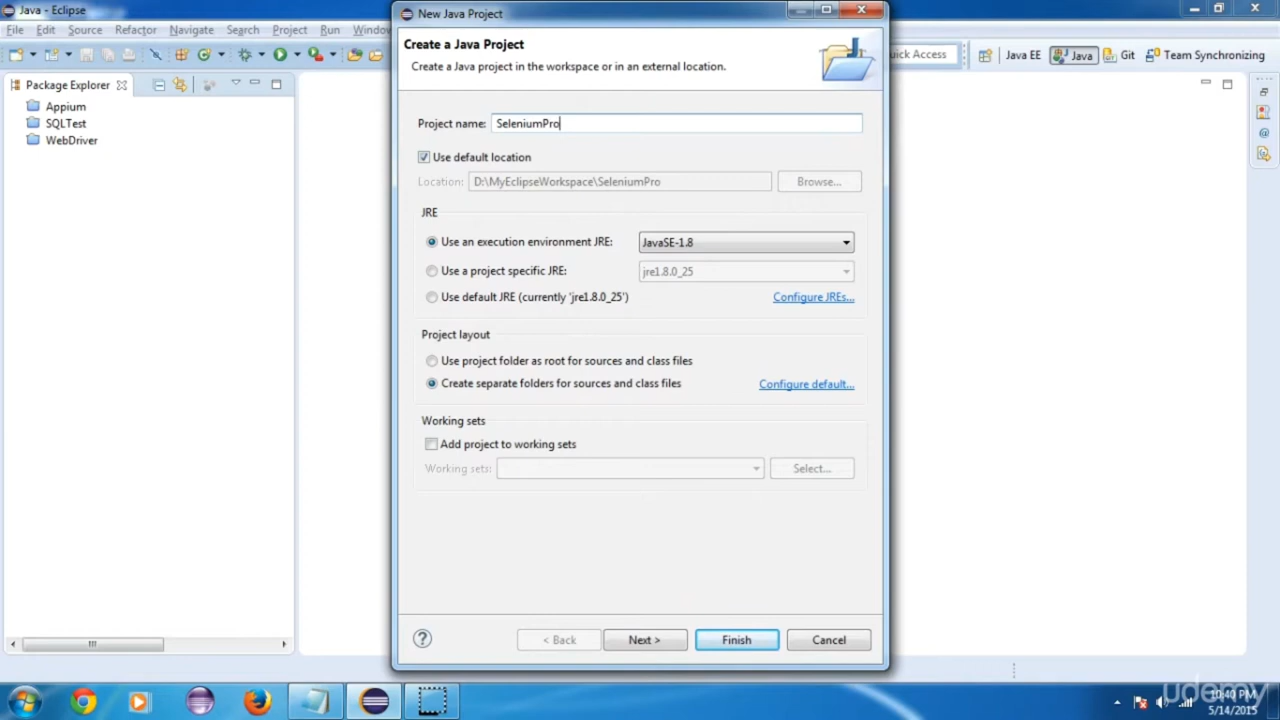 Java - Eclipse
New Java Project
File Edit Source Refactor Navigate Search Project Run Window
Create a Java Project
Create a Java project in the workspace or in an external location.
uick Access
Java EE
Java
Git
Team Synchronizing
Package Explorer
Appium
SQLTest
WebDriver
Project name: SeleniumPro
Use default location
Location: D:\MyEclipseWorkspace\SeleniumPro Browse...
JRE
Use an execution environment JRE: JavaSE-1.8
Use a project specific JRE: jre1.8.0_25
Use default JRE (currently 'jre1.8.0_25') Configure JREs...
Project layout
Use project folder as root for sources and class files
Create separate folders for sources and class files Configure default...
Working sets
Add project to working sets
Working sets: Select...
< Back Next > Finish Cancel
udemy
10:40 PM
5/14/2015